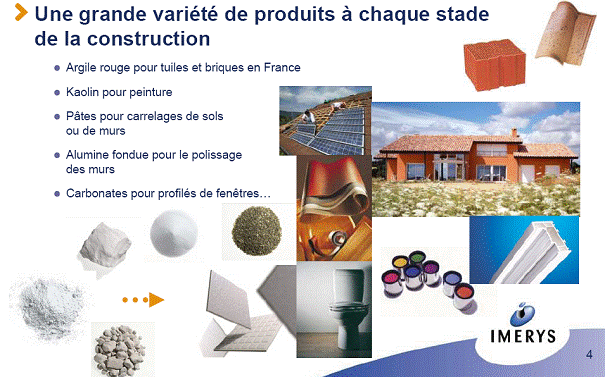 Une grande variété de produits à chaque stade
de la construction
Argile rouge pour tuiles et briques en France
Kaolin pour peinture
Pâtes pour carrelages de sols
ou de murs
Alumine fondue pour le polissage
des murs
Carbonates pour profilés de fenêtres…
IMERYS
4